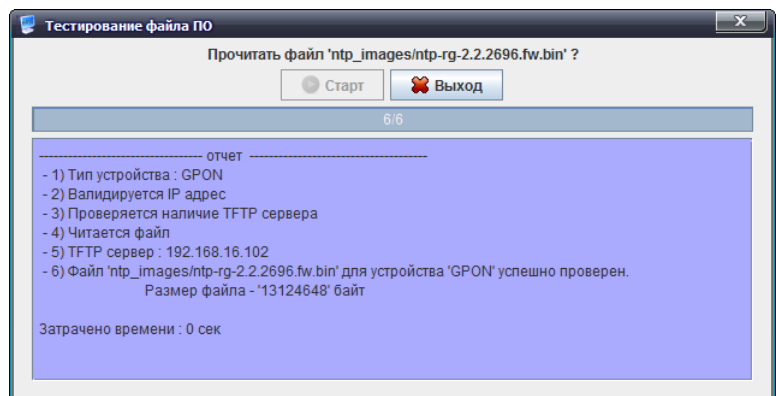 Тестирование файла ПО
Прочитать файл 'ntp_images/ntp-rg-2.2.2696.fw.bin' ?
Старт Выход
6/6
---------------------------------- отчет -------------------------------------
- 1) Тип устройства : GPON
- 2) Валидируется IP адрес
- 3) Проверяется наличие TFTP сервера
- 4) Читается файл
- 5) TFTP сервер : 192.168.16.102
- 6) Файл 'ntp_images/ntp-rg-2.2.2696.fw.bin' для устройства 'GPON' успешно проверен.
Размер файла - '13124648' байт
Затрачено времени : 0 сек